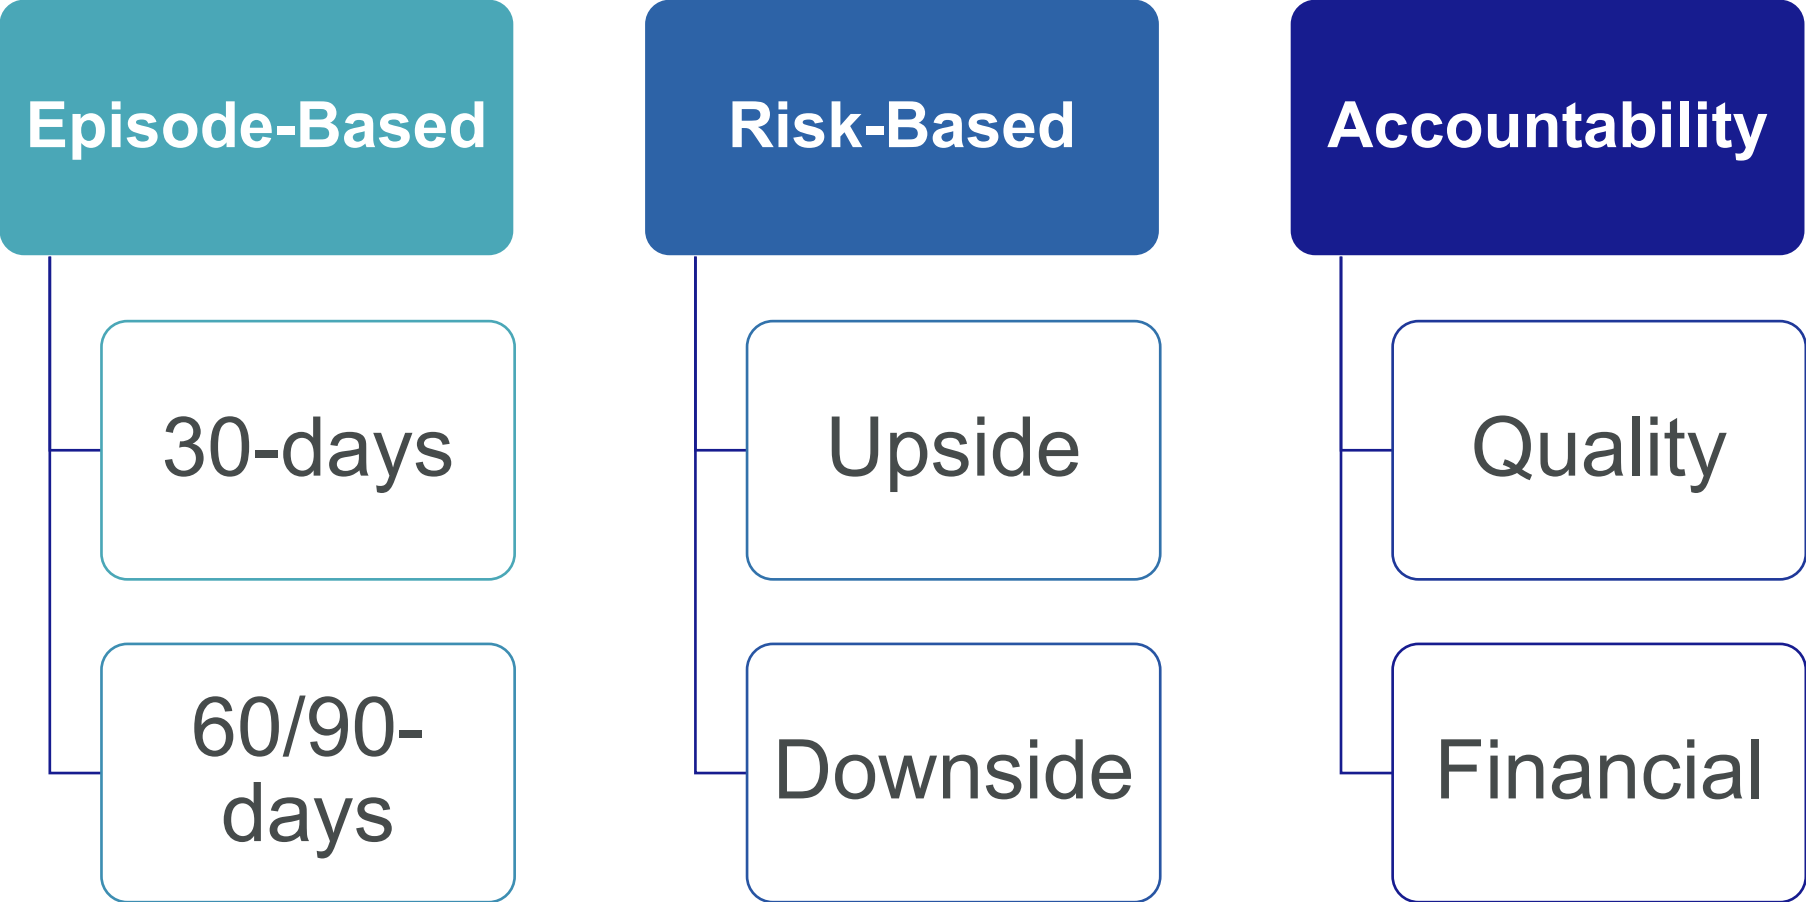 Episode-Based
30-days
60/90-
days
Risk-Based
Upside
Downside
Accountability
Quality
Financial